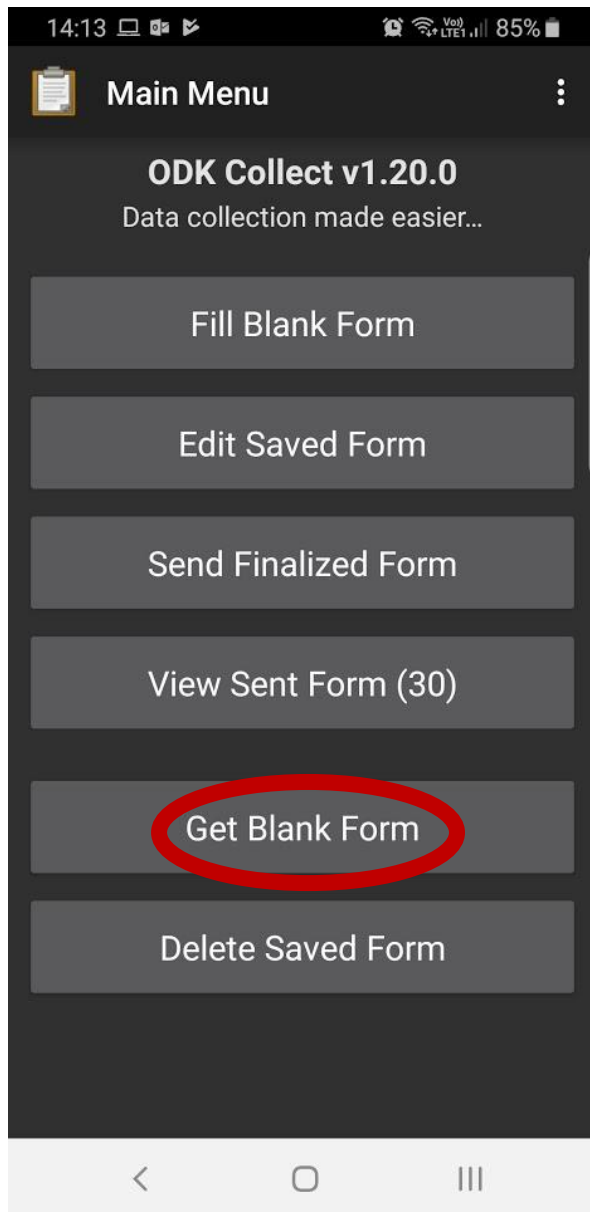 14:13 85%
Main Menu
ODK Collect v1.20.0
Data collection made easier...
Fill Blank Form
Edit Saved Form
Send Finalized Form
View Sent Form (30)
Get Blank Form
Delete Saved Form